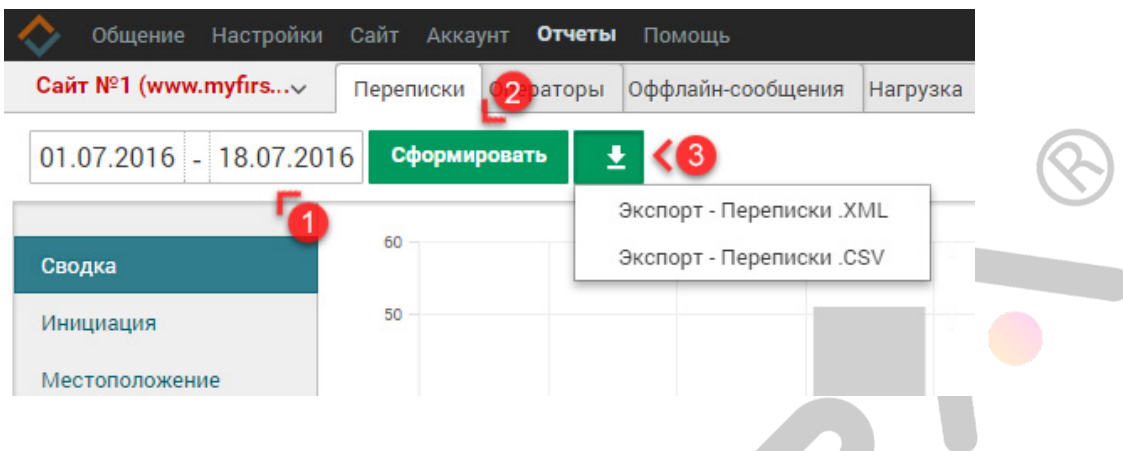 Общение Настройки Сайт Аккаунт Отчеты Помощь
Сайт №1 (www.myfirs... Переписки Операторы Оффлайн-сообщения Нагрузка
2
01.07.2016 - 18.07.2016 Сформировать 3
1
Экспорт - Переписки .XML
Экспорт - Переписки .CSV
60
50
Сводка
Инициация
Местоположение
®